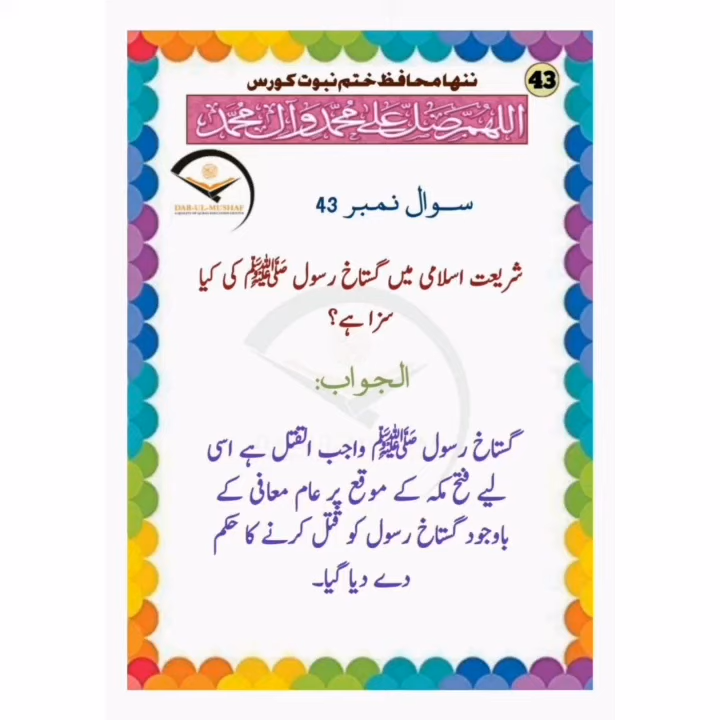 43
ننھا محافظ ختم نبوت کورس
اللھم صل علی محمد وآل محمد
DAR-UL-MUSHAF
سوال نمبر 43
شریعت اسلامی میں گستاخ رسول ﷺ کی کیا
سزا ہے؟
الجواب:
گستاخ رسول ﷺ واجب القتل ہے اسی
لیے فتح مکہ کے موقع پر عام معافی کے
باوجود گستاخ رسول کو قتل کرنے کا حکم
دے دیا گیا۔